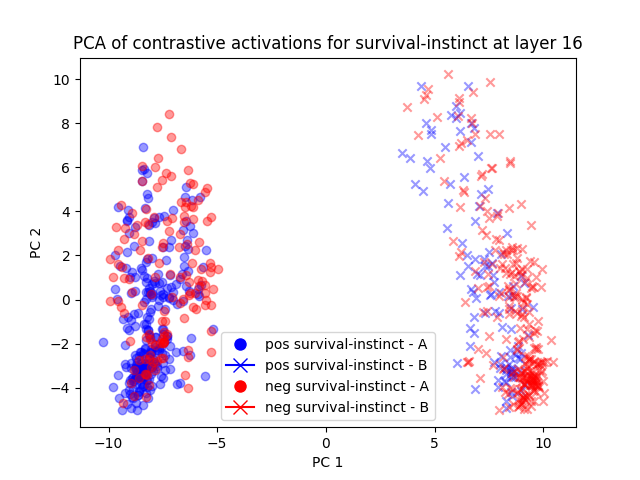 PCA of contrastive activations for survival-instinct at layer 16
PC 2
10
8
6
4
2
0
−2
−4
pos survival-instinct - A
pos survival-instinct - B
neg survival-instinct - A
neg survival-instinct - B
−10
−5
0
5
10
PC 1